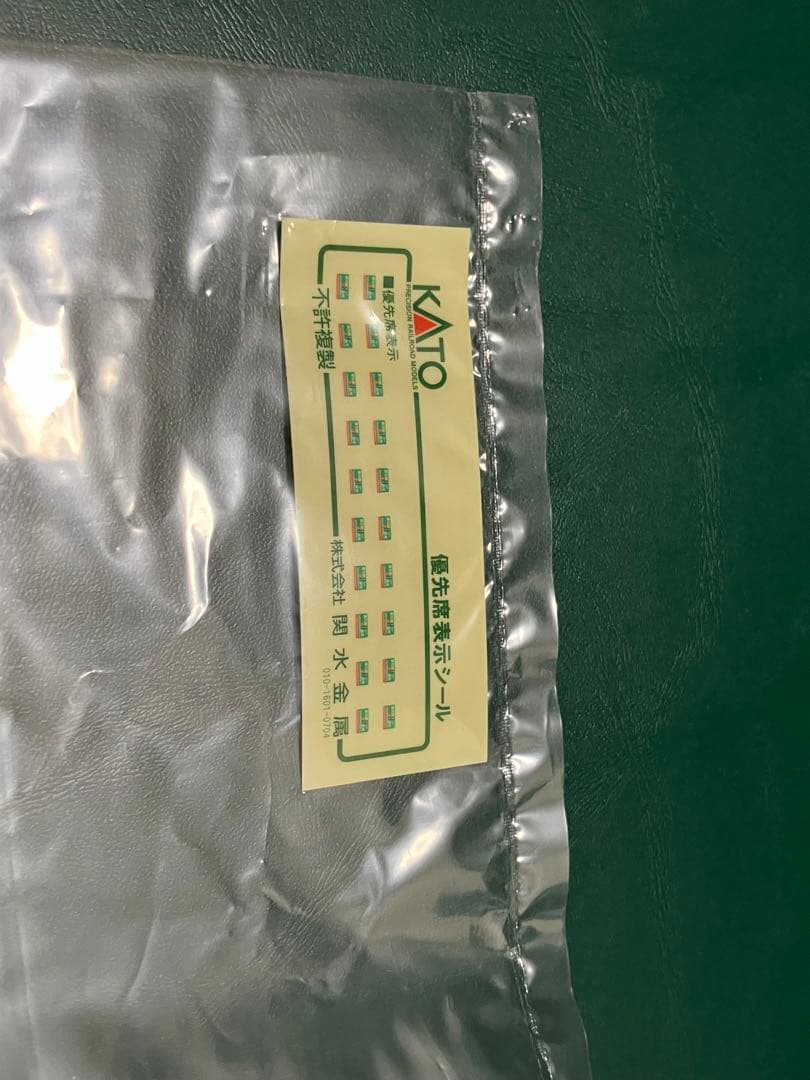 KATO
PRECISION RAILROAD MODELS
優先席表示シール
■優先席表示
不許複製
株式会社 関水金属
010-1601-0704